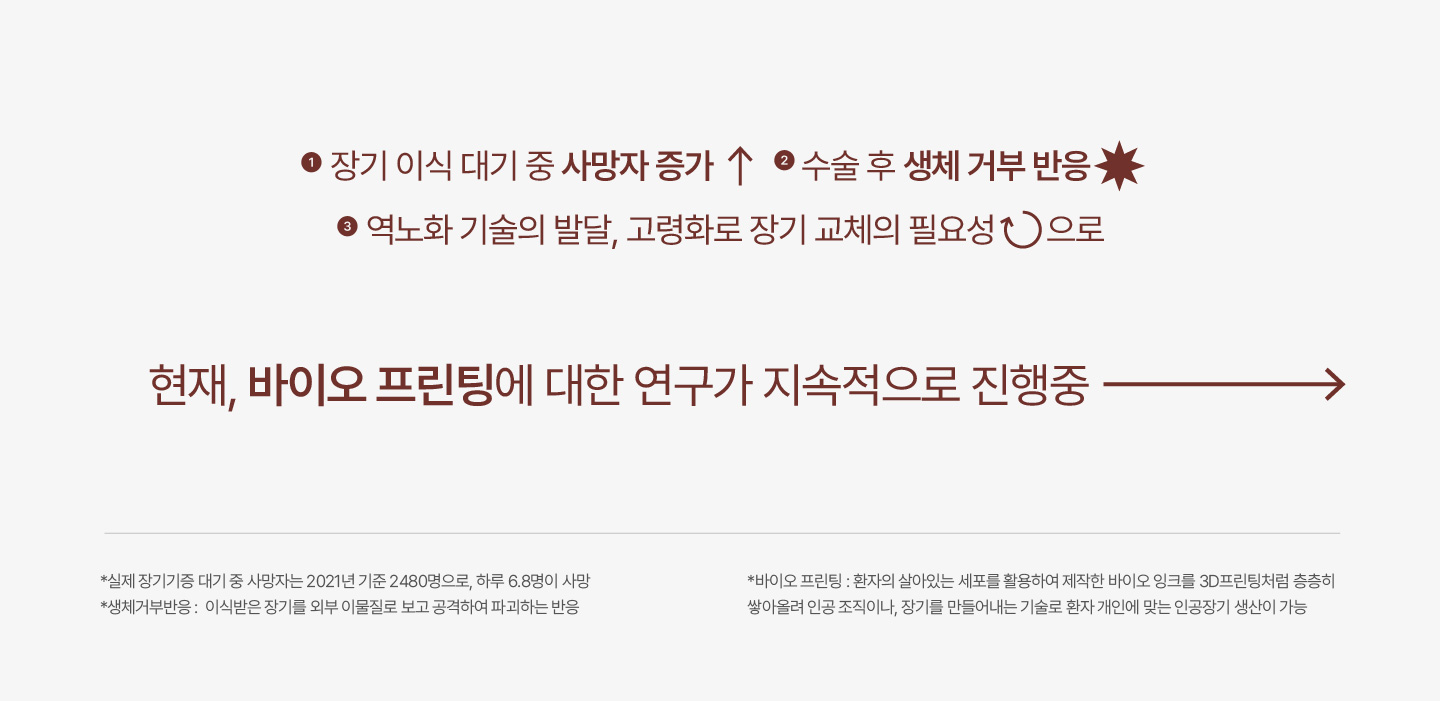 ❶ 장기 이식 대기 중 사망자 증가 ↑ ❷ 수술 후 생체 거부 반응
❸ 역노화 기술의 발달, 고령화로 장기 교체의 필요성 으로
현재, 바이오 프린팅에 대한 연구가 지속적으로 진행중 →
*실제 장기기증 대기 중 사망자는 2021년 기준 2480명으로, 하루 6.8명이 사망
*생체거부반응 : 이식받은 장기를 외부 이물질로 보고 공격하여 파괴하는 반응
*바이오 프린팅 : 환자의 살아있는 세포를 활용하여 제작한 바이오 잉크를 3D프린팅처럼 층층히
쌓아올려 인공 조직이나, 장기를 만들어내는 기술로 환자 개인에 맞는 인공장기 생산이 가능